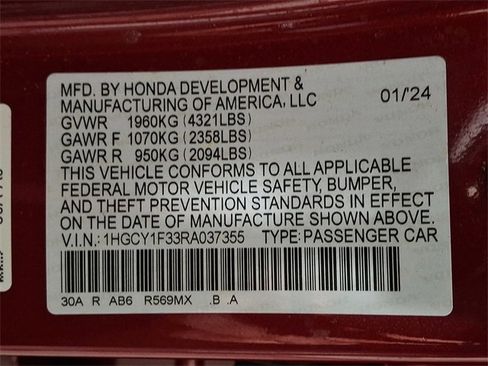 MFD. BY HONDA DEVELOPMENT &
MANUFACTURING OF AMERICA, LLC 01/24
GVWR 1960KG (4321LBS)
GAWR F 1070KG (2358LBS)
GAWR R 950KG (2094LBS)
THIS VEHICLE CONFORMS TO ALL APPLICABLE
FEDERAL MOTOR VEHICLE SAFETY, BUMPER,
AND THEFT PREVENTION STANDARDS IN EFFECT
ON THE DATE OF MANUFACTURE SHOWN ABOVE.
V.I.N.: 1HGCY1F33RA037355 TYPE: PASSENGER CAR
30A R AB6 R569MX .B .A